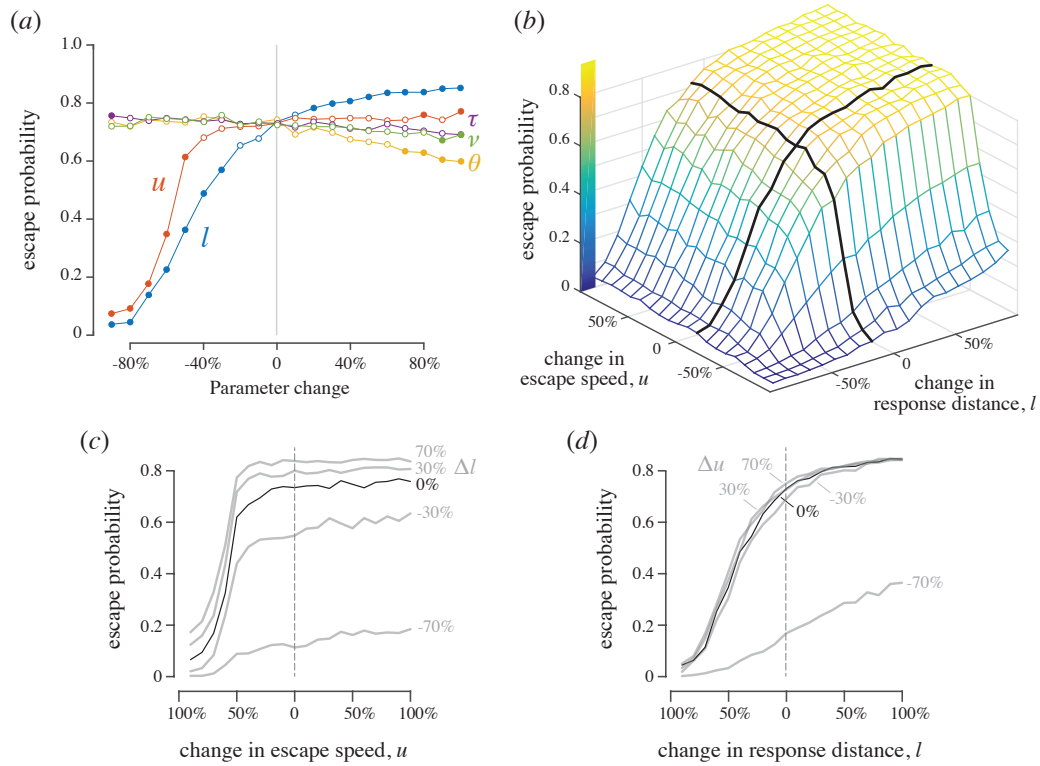 (a)
1.0
0.8
0.6
0.4
0.2
0
escape probability
u
l
τ
ν
θ
-80%
-40%
0
40%
80%
Parameter change
(b)
0.8
0.6
0.4
0.2
0
escape probability
50%
0
-50%
change in
escape speed, u
-50%
0
50%
change in
response distance, l
(c)
0.8
0.6
0.4
0.2
0
escape probability
70%
30% Δl
0%
-30%
-70%
100%
50%
0
50%
100%
change in escape speed, u
(d)
0.8
0.6
0.4
0.2
0
escape probability
Δu
70%
30%
0%
-30%
-70%
100%
50%
0
50%
100%
change in response distance, l